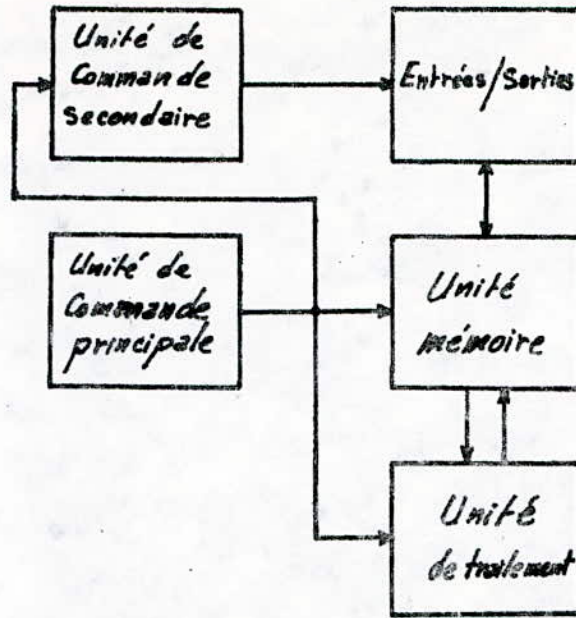 Unité de
Commande
secondaire
Entrées/Sorties
Unité de
Commande
principale
Unité
mémoire
Unité
de traitement